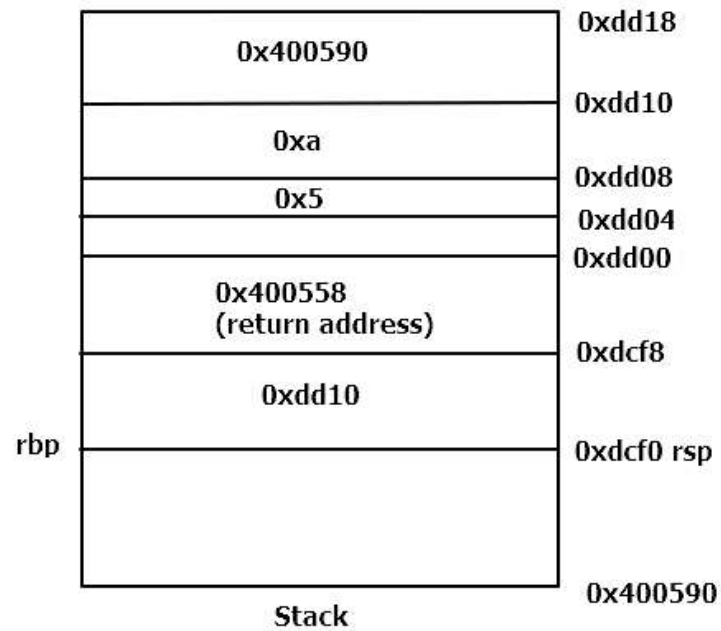 0xdd18
0x400590
0xdd10
0xa
0xdd08
0x5
0xdd04
0xdd00
0x400558
(return address)
0xdcf8
0xdd10
rbp
0xdcf0 rsp
0x400590
Stack